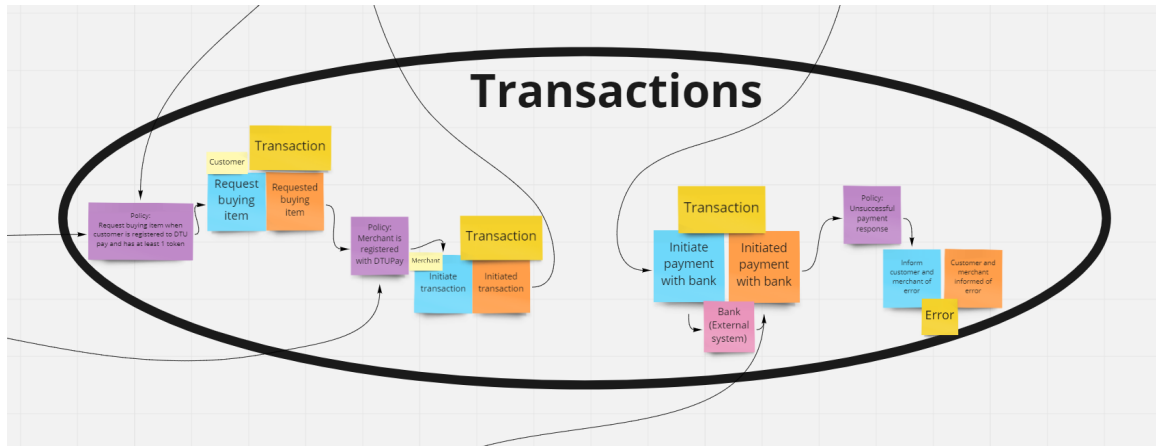 Transactions
Customer
Transaction
Request
buying
item
Requested
buying
item
Policy:
Request buying item when
customer is registered to DTU
pay and has at least 1 token
Policy:
Merchant is
registered
with DTUPay
Merchant
Transaction
Initiate
transaction
Initiated
transaction
Transaction
Initiate
payment
with bank
Initiated
payment
with bank
Bank
(External
system)
Policy:
Unsuccessful
payment
response
Inform
customer and
merchant of
error
Customer and
merchant
informed of
error
Error